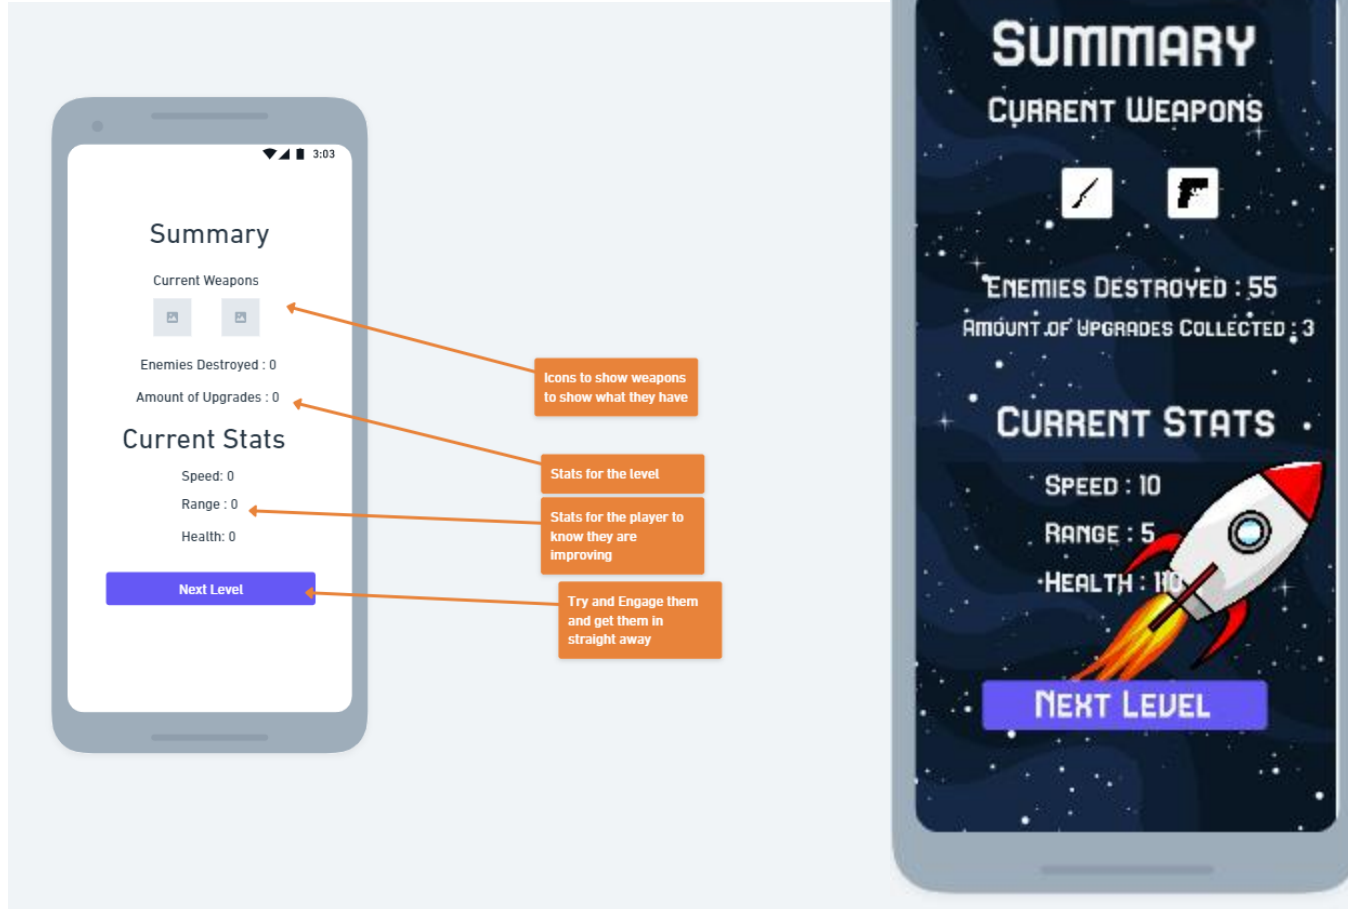 3:03
Summary
Current Weapons
Enemies Destroyed : 0
Amount of Upgrades : 0
Current Stats
Speed: 0
Range : 0
Health: 0
Next Level
Icons to show weapons
to show what they have
Stats for the level
Stats for the player to
know they are
improving
Try and Engage them
and get them in
straight away
Summary
Current Weapons
Enemies Destroyed : 55
Amount of Upgrades Collected : 3
Current Stats
Speed : 10
Range : 5
Health : 110
Next Level